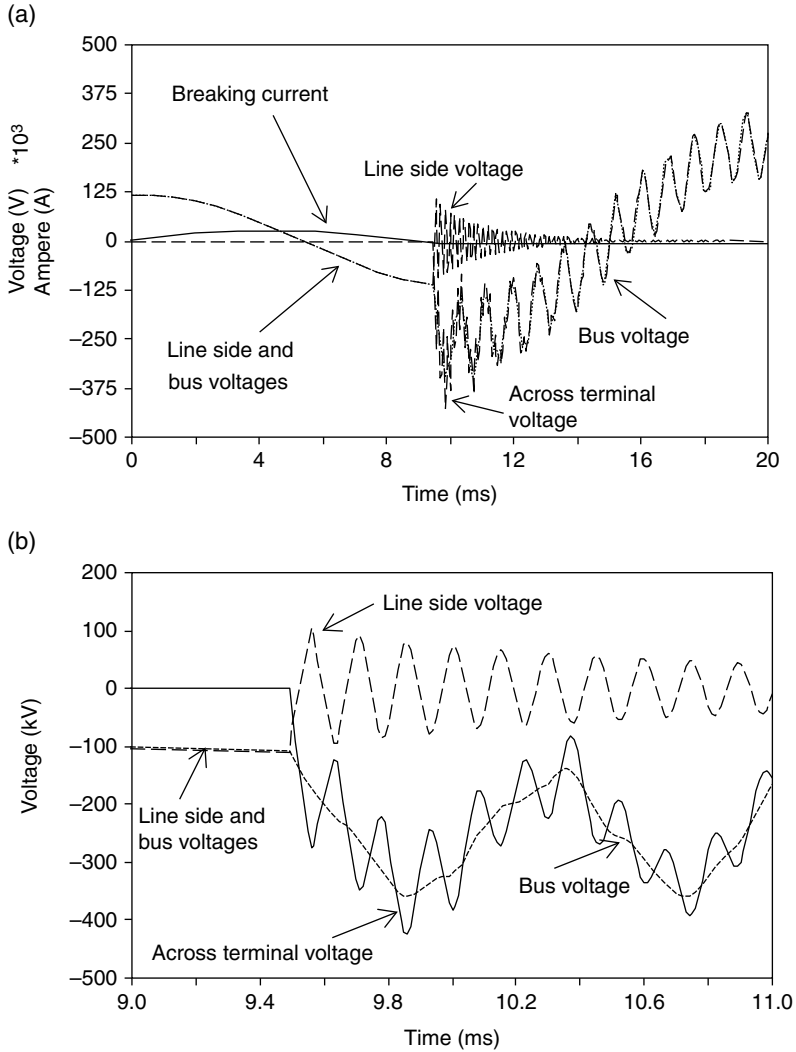 (a)
500
375
250
125
0
–125
–250
–375
–500
Voltage (V) *10³
Ampere (A)
Breaking current
Line side voltage
Line side and
bus voltages
Bus voltage
Across terminal
voltage
0
4
8
12
16
20
Time (ms)
(b)
200
100
0
–100
–200
–300
–400
–500
Voltage (kV)
Line side voltage
Line side and
bus voltages
Bus voltage
Across terminal voltage
9.0
9.4
9.8
10.2
10.6
11.0
Time (ms)